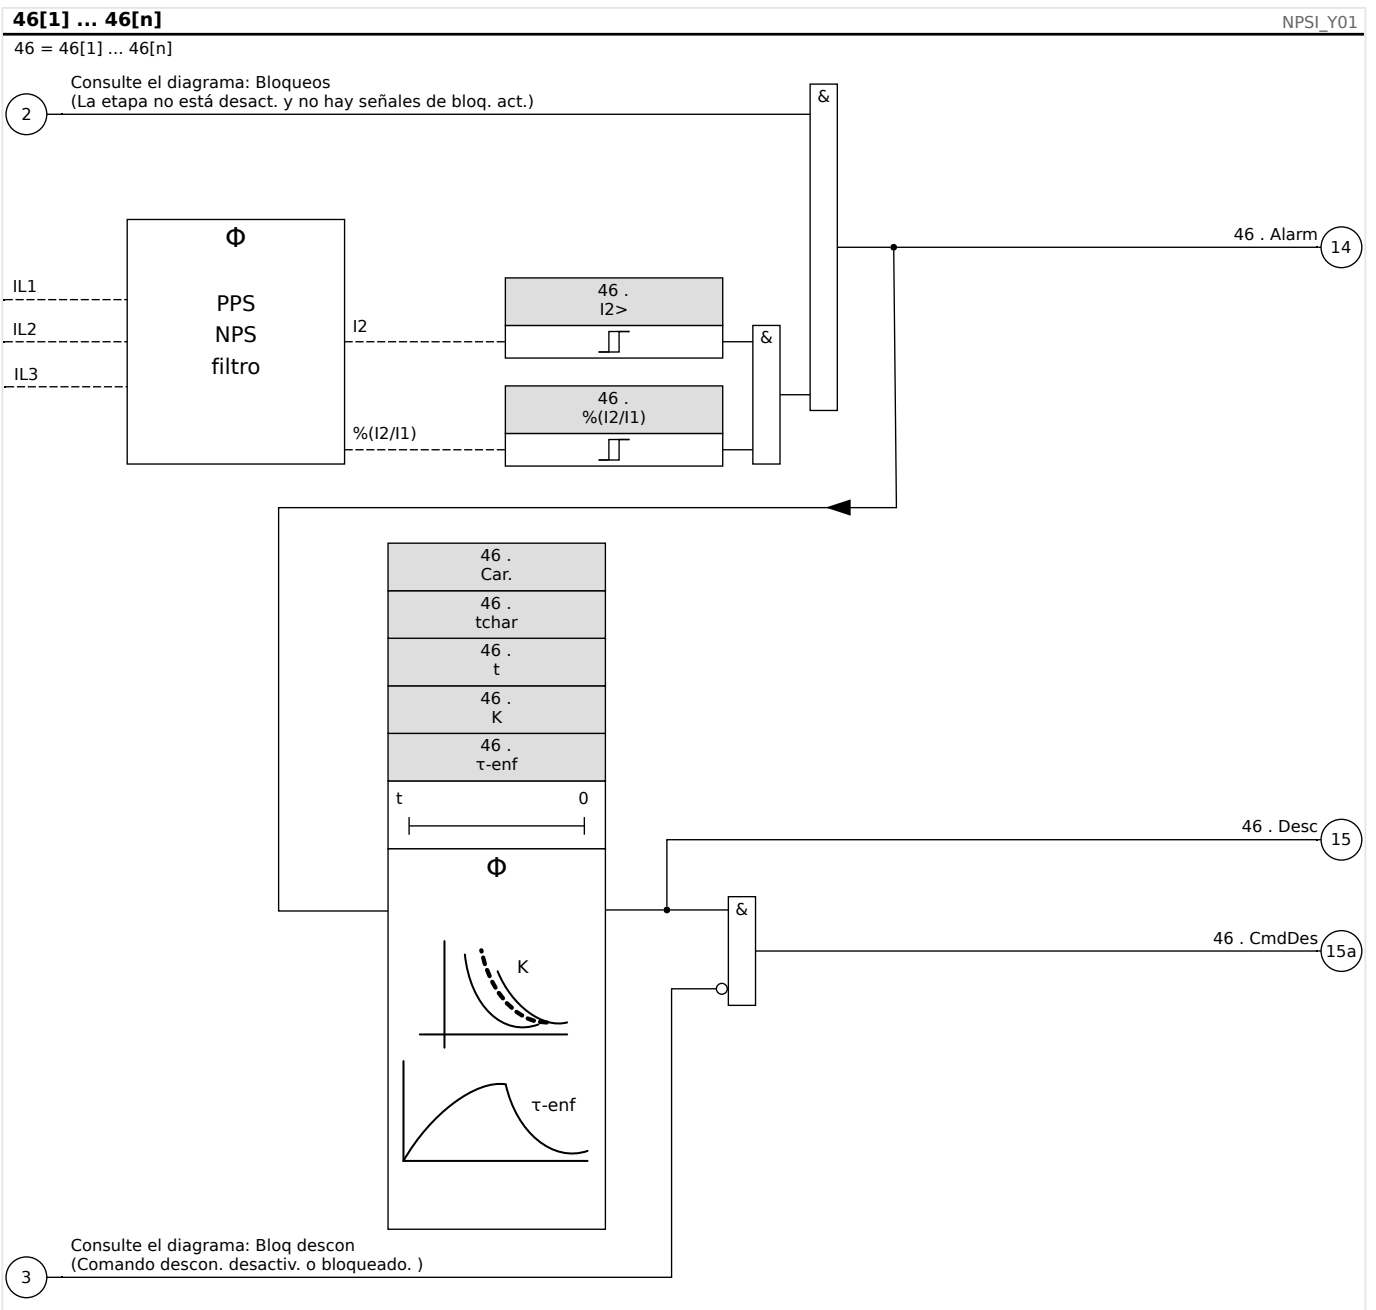 46[1] ... 46[n]
NPSI_Y01
46 = 46[1] ... 46[n]
Consulte el diagrama: Bloqueos
(La etapa no está desact. y no hay señales de bloq. act.)
2
&
46 . Alarm
14
Φ
PPS
NPS
filtro
IL1
IL2
IL3
I2
%(I2/I1)
46 .
I2>
46 .
%(I2/I1)
&
46 .
Car.
46 .
tchar
46 .
t
46 .
K
46 .
τ-enf
t
0
Φ
K
τ-enf
46 . Desc
15
&
46 . CmdDes
15a
Consulte el diagrama: Bloq descon
(Comando descon. desactiv. o bloqueado. )
3